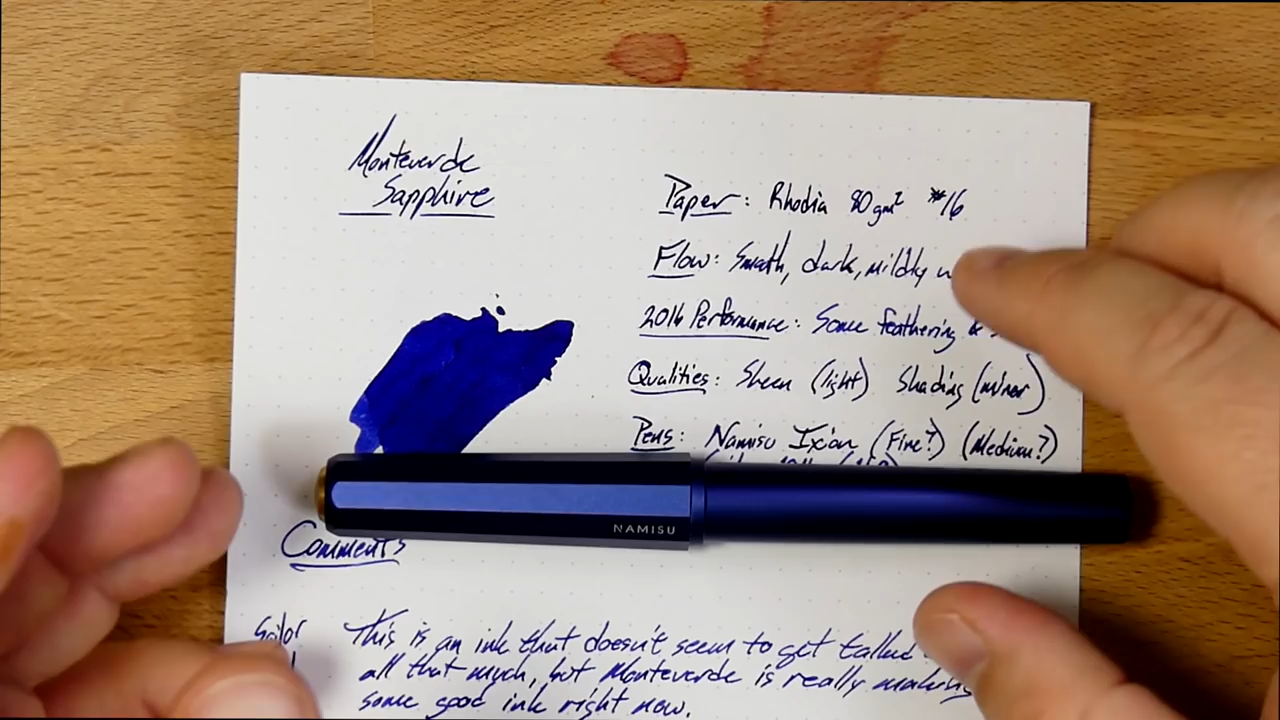 Monteverde
Sapphire
Paper: Rhodia 80gm² #16
Flow: Smooth, dark, mildly
2016 Performance: Some feathering &
Qualities: Sheen (light) Shading (minor)
Pens: Namisu Ixion (Fine?) (Medium?)
NAMISU
Comments
Sailor
This is an ink that doesn't seem to get talked
all that much, but Monteverde is really making
some good ink right now.